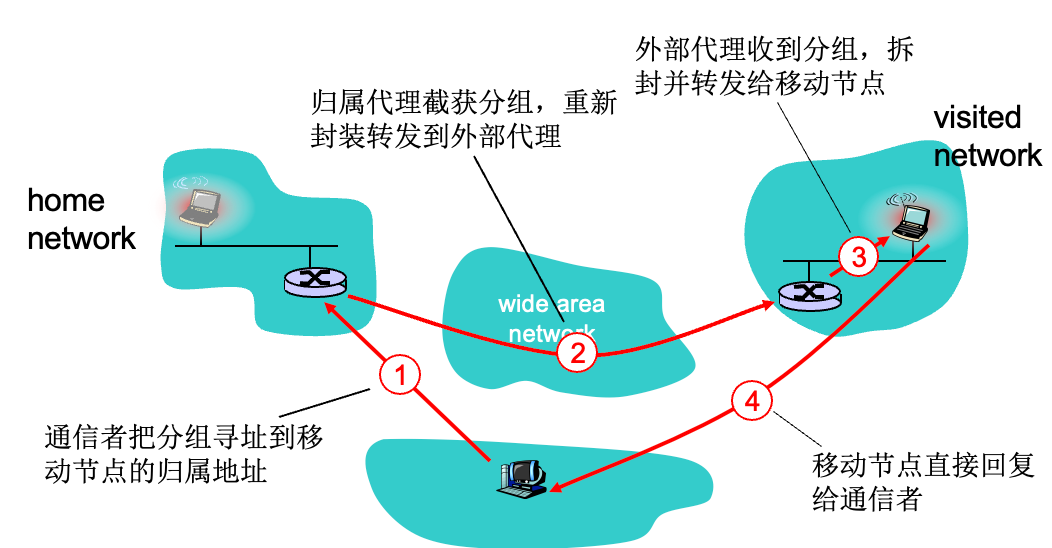 外部代理收到分组，拆
封并转发给移动节点
归属代理截获分组，重新
封装转发到外部代理
visited
network
home
network
wide area
network
3
2
1
4
通信者把分组寻址到移
动节点的归属地址
移动节点直接回复
给通信者